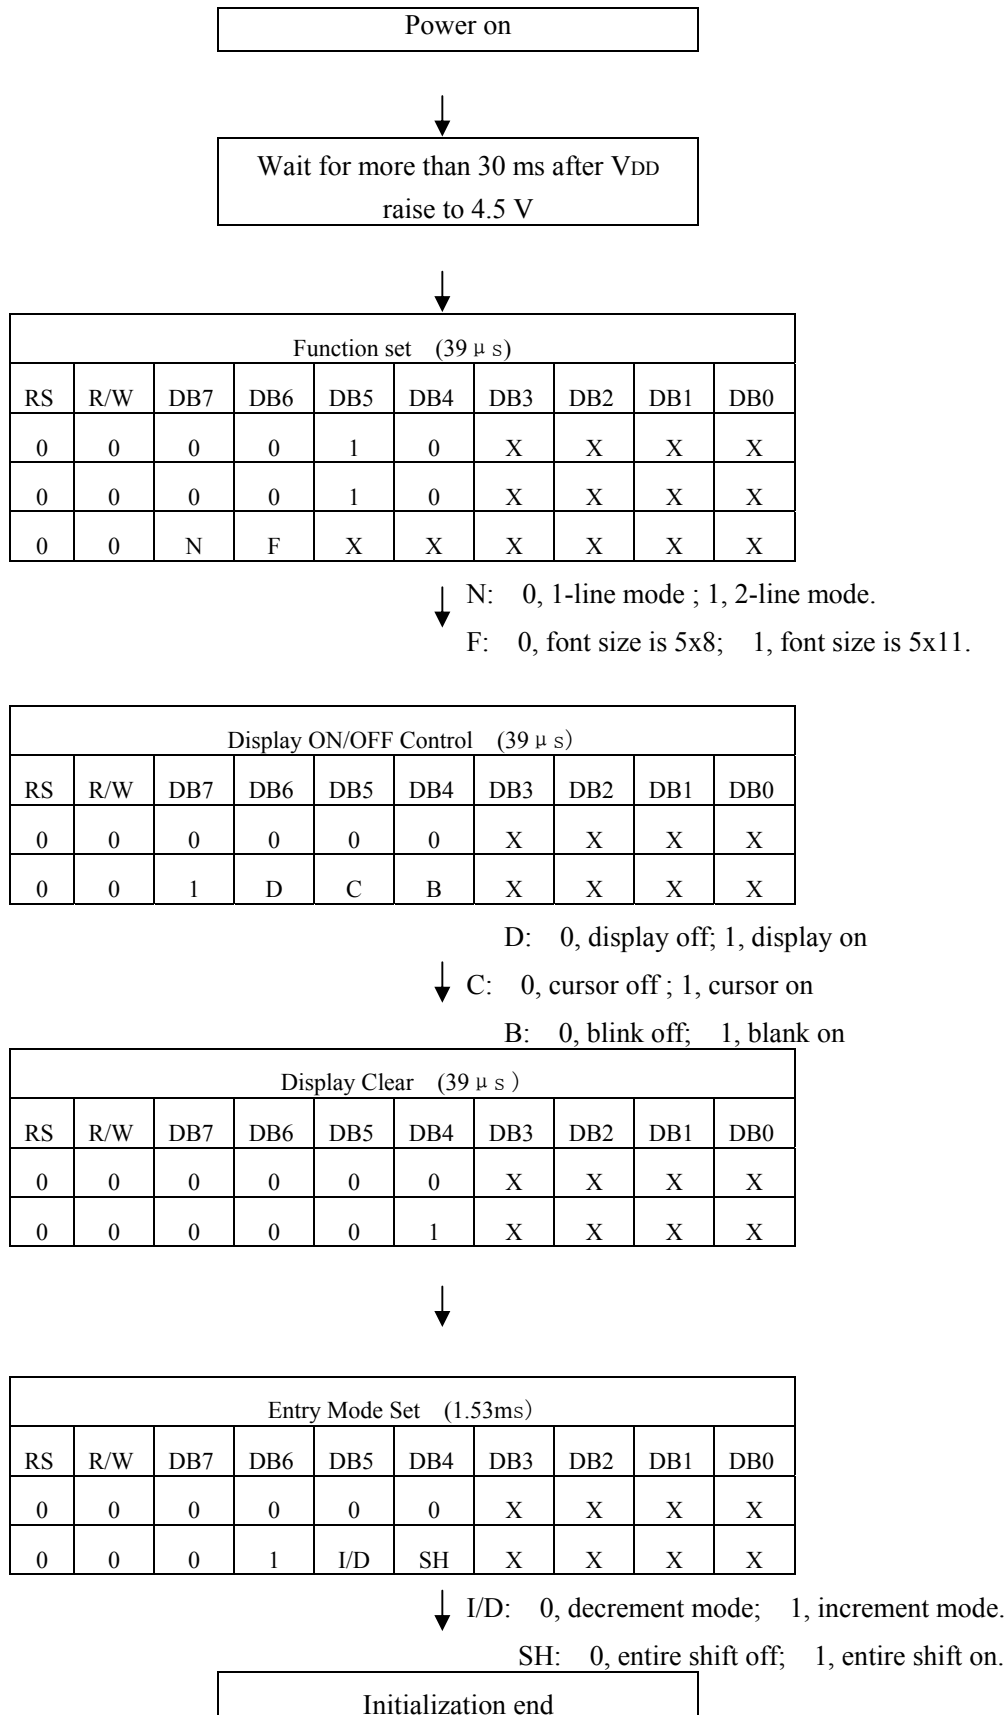 Power on
Wait for more than 30 ms after VDD
raise to 4.5 V
Function set (39μs)
RS R/W DB7 DB6 DB5 DB4 DB3 DB2 DB1 DB0
0 0 0 0 1 0 X X X X
0 0 0 0 1 0 X X X X
0 0 N F X X X X X X
N: 0, 1-line mode ; 1, 2-line mode.
F: 0, font size is 5x8; 1, font size is 5x11.
Display ON/OFF Control (39μs)
RS R/W DB7 DB6 DB5 DB4 DB3 DB2 DB1 DB0
0 0 0 0 0 0 X X X X
0 0 1 D C B X X X X
D: 0, display off; 1, display on
C: 0, cursor off ; 1, cursor on
B: 0, blink off; 1, blank on
Display Clear (39μs)
RS R/W DB7 DB6 DB5 DB4 DB3 DB2 DB1 DB0
0 0 0 0 0 0 X X X X
0 0 0 0 0 1 X X X X
Entry Mode Set (1.53ms)
RS R/W DB7 DB6 DB5 DB4 DB3 DB2 DB1 DB0
0 0 0 0 0 0 X X X X
0 0 0 1 I/D SH X X X X
I/D: 0, decrement mode; 1, increment mode.
SH: 0, entire shift off; 1, entire shift on.
Initialization end